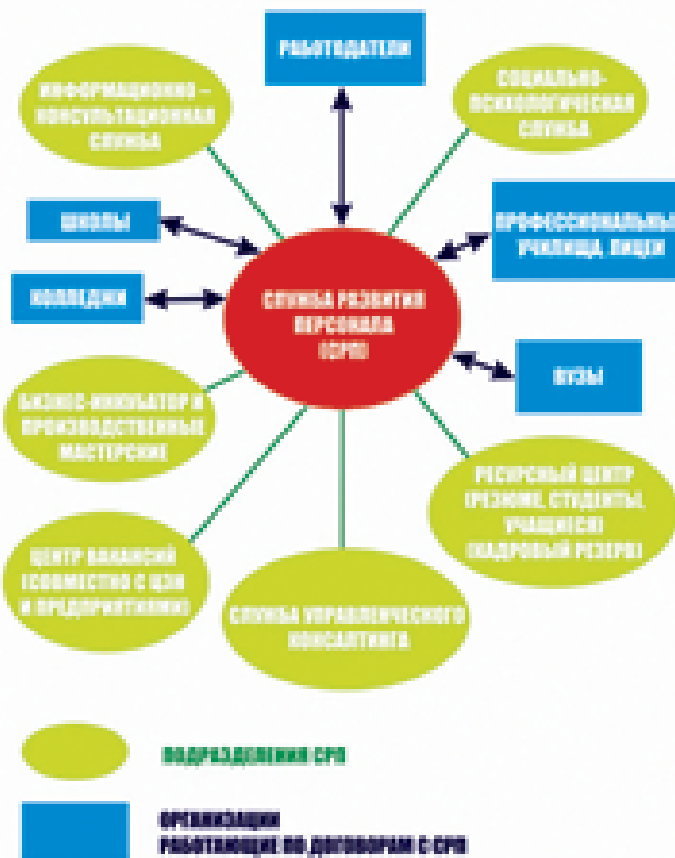 РАБОТОДАТЕЛИ
ИНФОРМАЦИОННО –
КОНСУЛЬТАЦИОННАЯ
СЛУЖБА
СОЦИАЛЬНО-
ПСИХОЛОГИЧЕСКАЯ
СЛУЖБА
ШКОЛЫ
ПРОФЕССИОНАЛЬНЫЕ
УЧИЛИЩА, ЛИЦЕИ
КОЛЛЕДЖИ
СЛУЖБА РАЗВИТИЯ
ПЕРСОНАЛА
(СРП)
ВУЗЫ
БИЗНЕС-ИНКУБАТОР И
ПРОИЗВОДСТВЕННЫЕ
МАСТЕРСКИЕ
РЕСУРСНЫЙ ЦЕНТР
(РЕЗЮМЕ, СТУДЕНТЫ,
УЧАЩИЕСЯ)
(КАДРОВЫЙ РЕЗЕРВ)
ЦЕНТР ВАКАНСИЙ
(СОВМЕСТНО С ЦЗН
И ПРЕДПРИЯТИЯМИ)
СЛУЖБА УПРАВЛЕНЧЕСКОГО
КОНСАЛТИНГА
ПОДРАЗДЕЛЕНИЯ СРП
ОРГАНИЗАЦИИ
РАБОТАЮЩИЕ ПО ДОГОВОРАМ С СРП